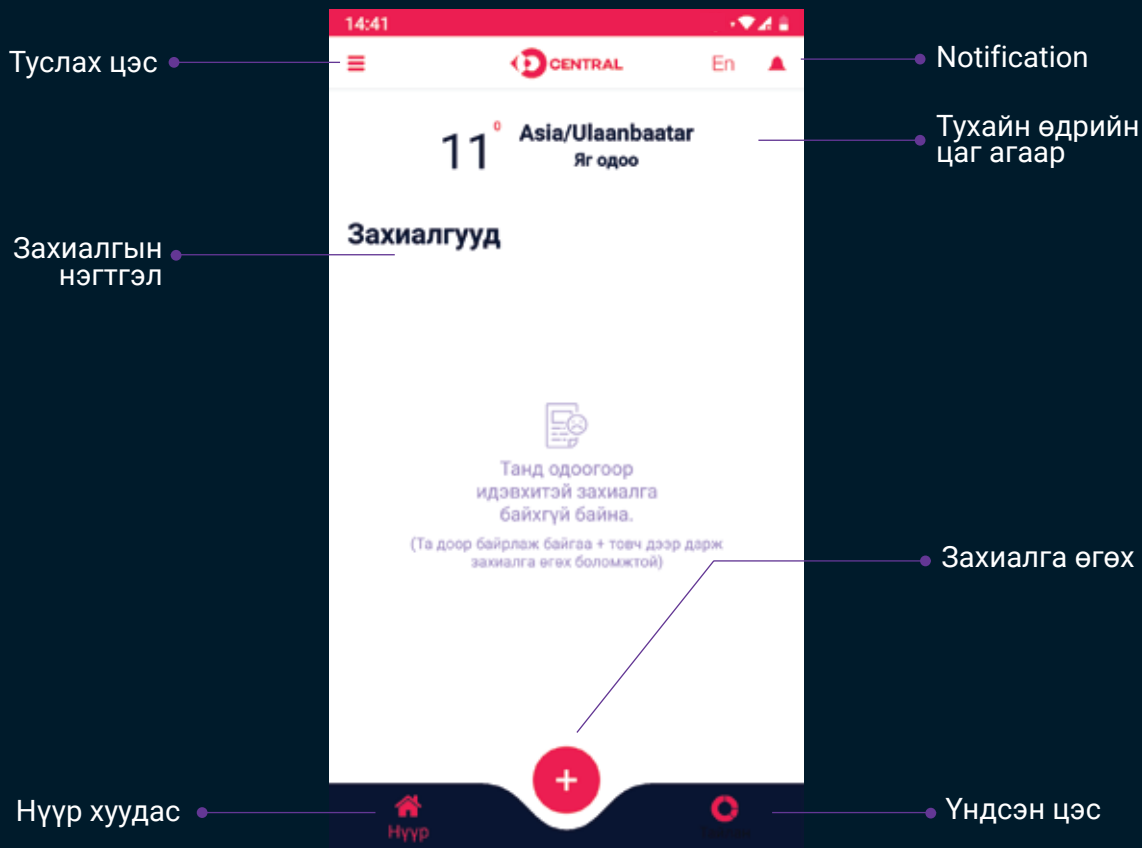 14:41
Туслах цэс
CENTRAL
En
Notification
11°
Asia/Ulaanbaatar
Яг одоо
Тухайн өдрийн
цаг агаар
Захиалгууд
Захиалгын
нэгтгэл
Танд одоогоор
идэвхитэй захиалга
байхгүй байна.
(Та доор байрлаж байгаа + товч дээр дарж
захиалга өгөх боломжтой)
Захиалга өгөх
+
Нүүр хуудас
Нүүр
Үндсэн цэс